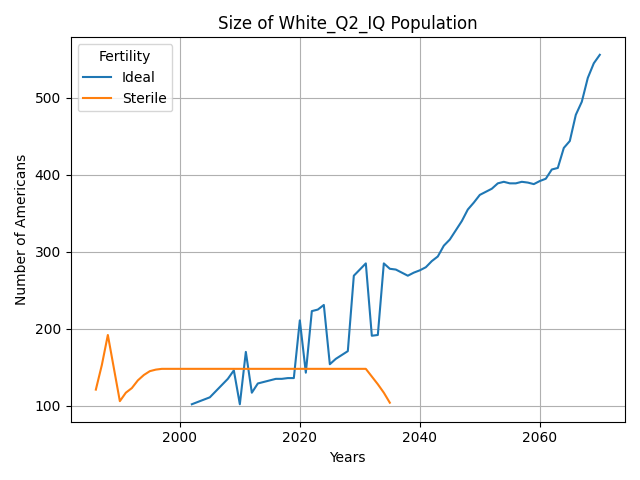 Size of White_Q2_IQ Population
Fertility
Ideal
Sterile
Number of Americans
500
400
300
200
100
2000
2020
2040
2060
Years